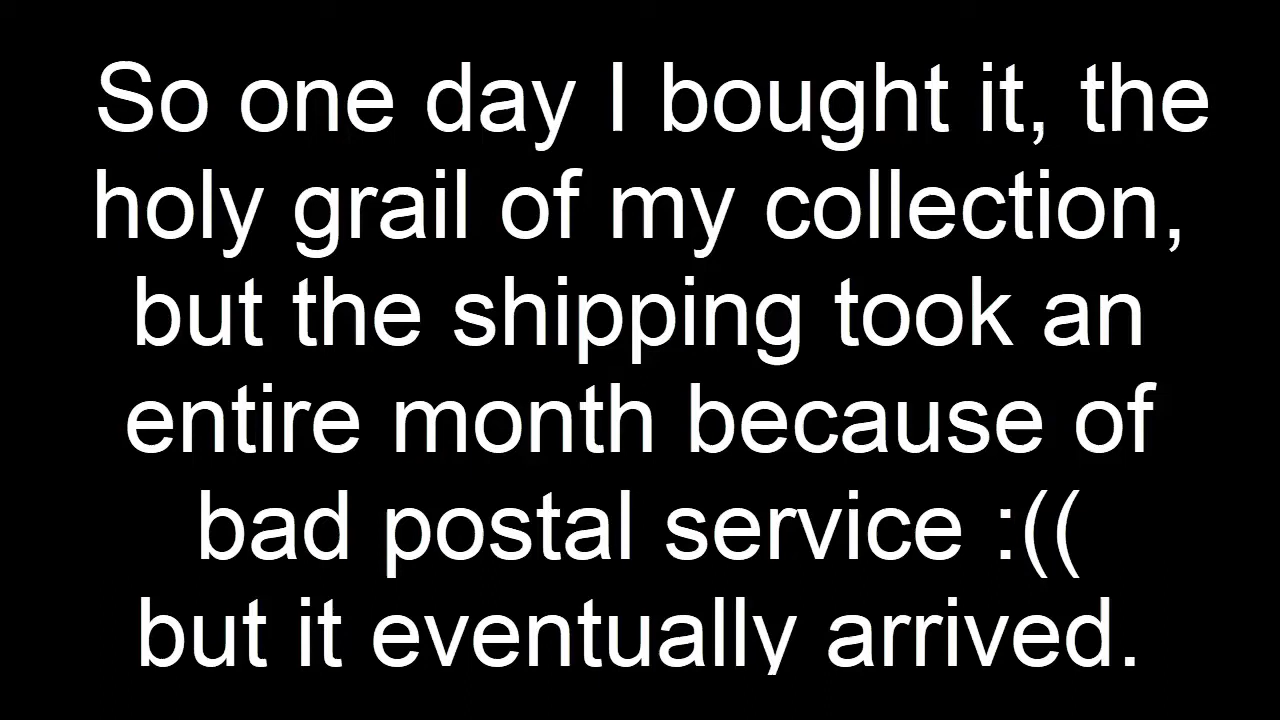 So one day I bought it, the
holy grail of my collection,
but the shipping took an
entire month because of
bad postal service :((
but it eventually arrived.